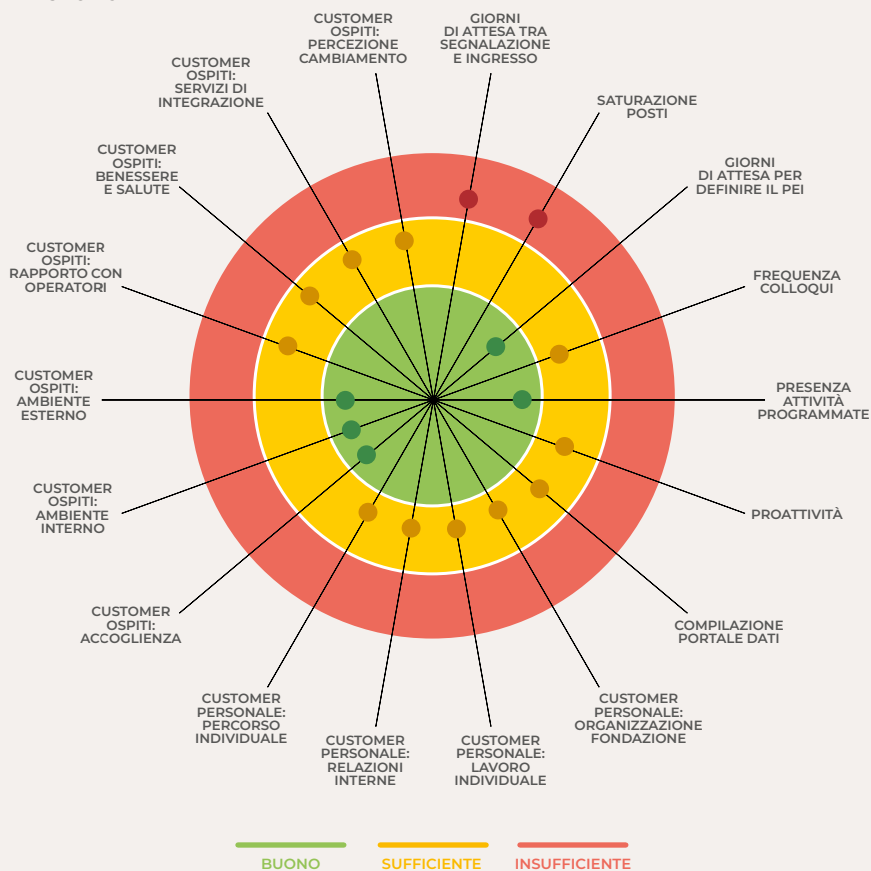 CUSTOMER
OSPITI:
PERCEZIONE
CAMBIAMENTO
GIORNI
DI ATTESA TRA
SEGNALAZIONE
E INGRESSO
SATURAZIONE
POSTI
GIORNI
DI ATTESA PER
DEFINIRE IL PEI
FREQUENZA
COLLOQUI
PRESENZA
ATTIVITÀ
PROGRAMMATE
PROATTIVITÀ
COMPILAZIONE
PORTALE DATI
CUSTOMER
PERSONALE:
ORGANIZZAZIONE
FONDAZIONE
CUSTOMER
PERSONALE:
LAVORO
INDIVIDUALE
CUSTOMER
PERSONALE:
RELAZIONI
INTERNE
CUSTOMER
PERSONALE:
PERCORSO
INDIVIDUALE
CUSTOMER
OSPITI:
ACCOGLIENZA
CUSTOMER
OSPITI:
AMBIENTE
INTERNO
CUSTOMER
OSPITI:
AMBIENTE
ESTERNO
CUSTOMER
OSPITI:
RAPPORTO CON
OPERATORI
CUSTOMER
OSPITI:
BENESSERE
E SALUTE
CUSTOMER
OSPITI:
SERVIZI DI
INTEGRAZIONE
BUONO
SUFFICIENTE
INSUFFICIENTE